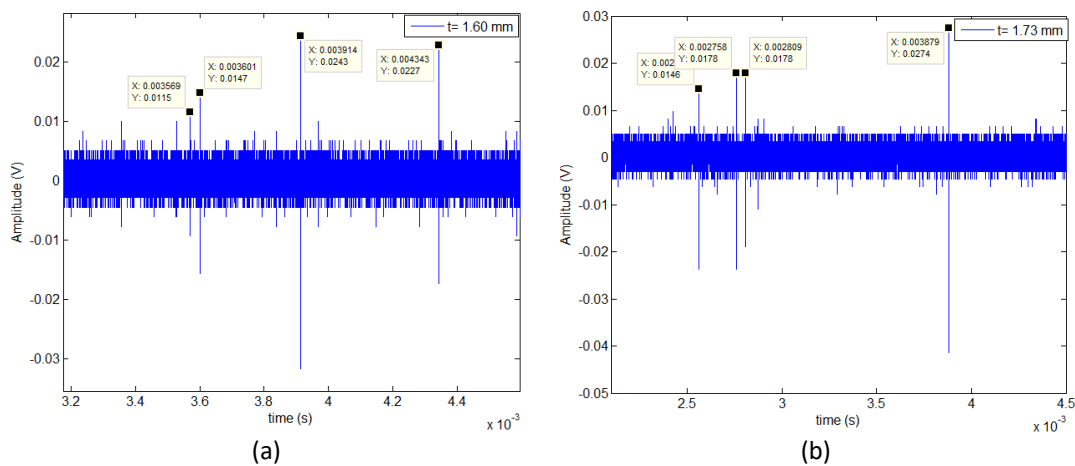 t= 1.60 mm
X: 0.003569
Y: 0.0115
X: 0.003601
Y: 0.0147
X: 0.003914
Y: 0.0243
X: 0.004343
Y: 0.0227
0.02
0.01
0
-0.01
-0.02
-0.03
Amplitude (V)
3.2 3.4 3.6 3.8 4 4.2 4.4
time (s)
x 10⁻³
(a)
t= 1.73 mm
Y: 0.0146
X: 0.002758
Y: 0.0178
X: 0.002809
Y: 0.0178
X: 0.003879
Y: 0.0274
0.03
0.02
0.01
0
-0.01
-0.02
-0.03
-0.04
-0.05
Amplitude (V)
2.5 3 3.5 4 4.5
time (s)
x 10⁻³
(b)